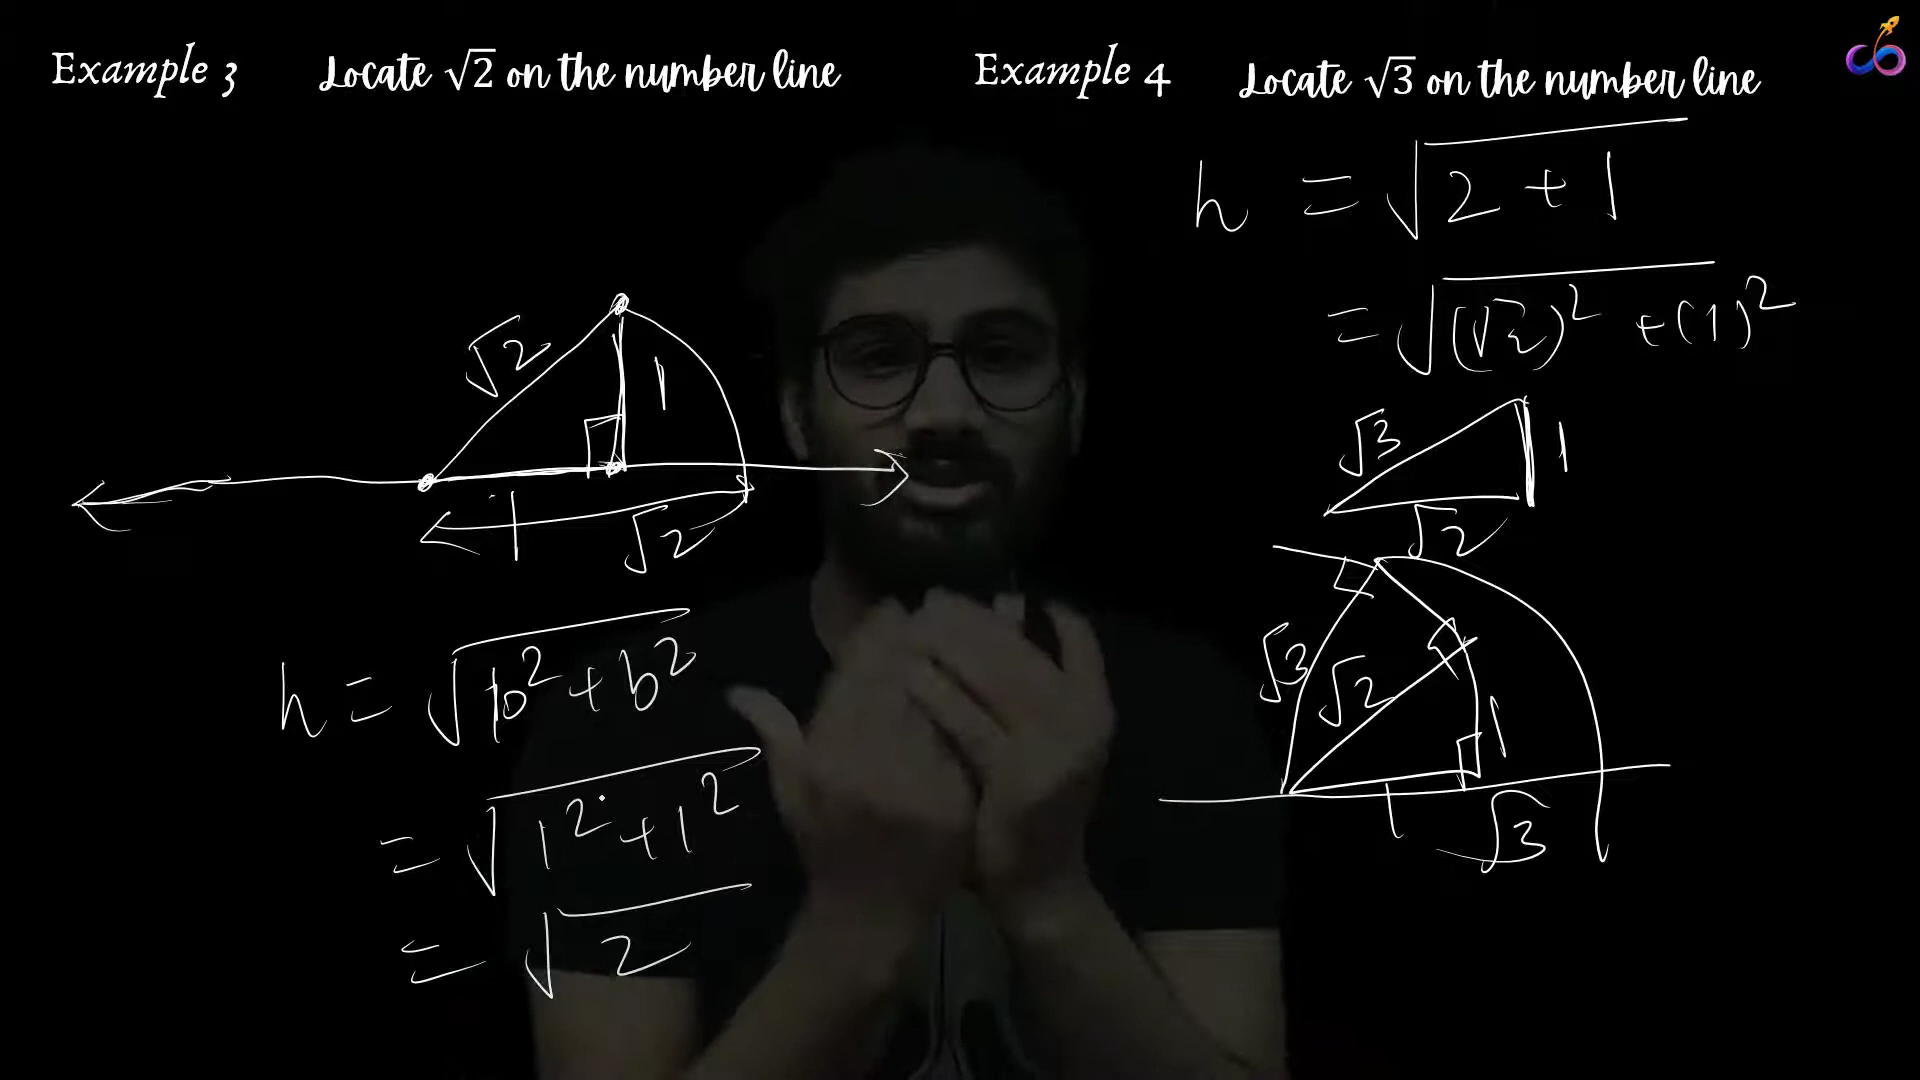 Example 3 Locate √2 on the number line
√2
1
1
√2
h = √p² + b²
= √1² + 1²
= √2
Example 4 Locate √3 on the number line
h = √2 + 1
= √(√2)² + (1)²
√3
1
√2
√3
√2
1
1
√3